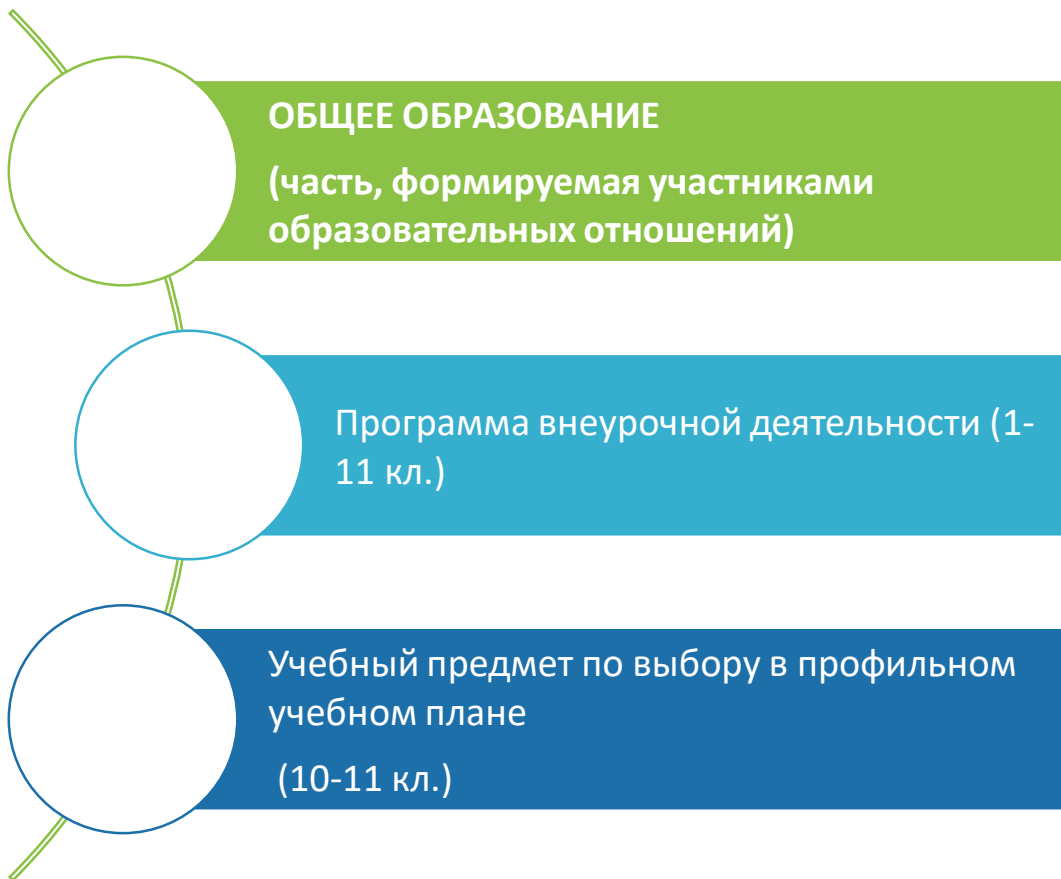 ОБЩЕЕ ОБРАЗОВАНИЕ
(часть, формируемая участниками
образовательных отношений)
Программа внеурочной деятельности (1-
11 кл.)
Учебный предмет по выбору в профильном
учебном плане
(10-11 кл.)